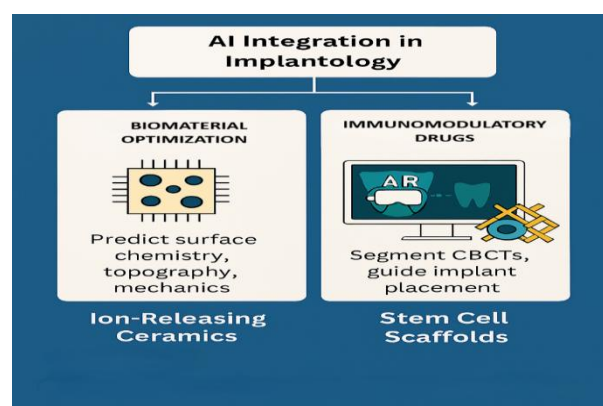 AI Integration in
Implantology
BIOMATERIAL
OPTIMIZATION
Predict surface
chemistry,
topography,
mechanics
Ion-Releasing
Ceramics
IMMUNOMODULATORY
DRUGS
AR
Segment CBCTs,
guide implant
placement
Stem Cell
Scaffolds